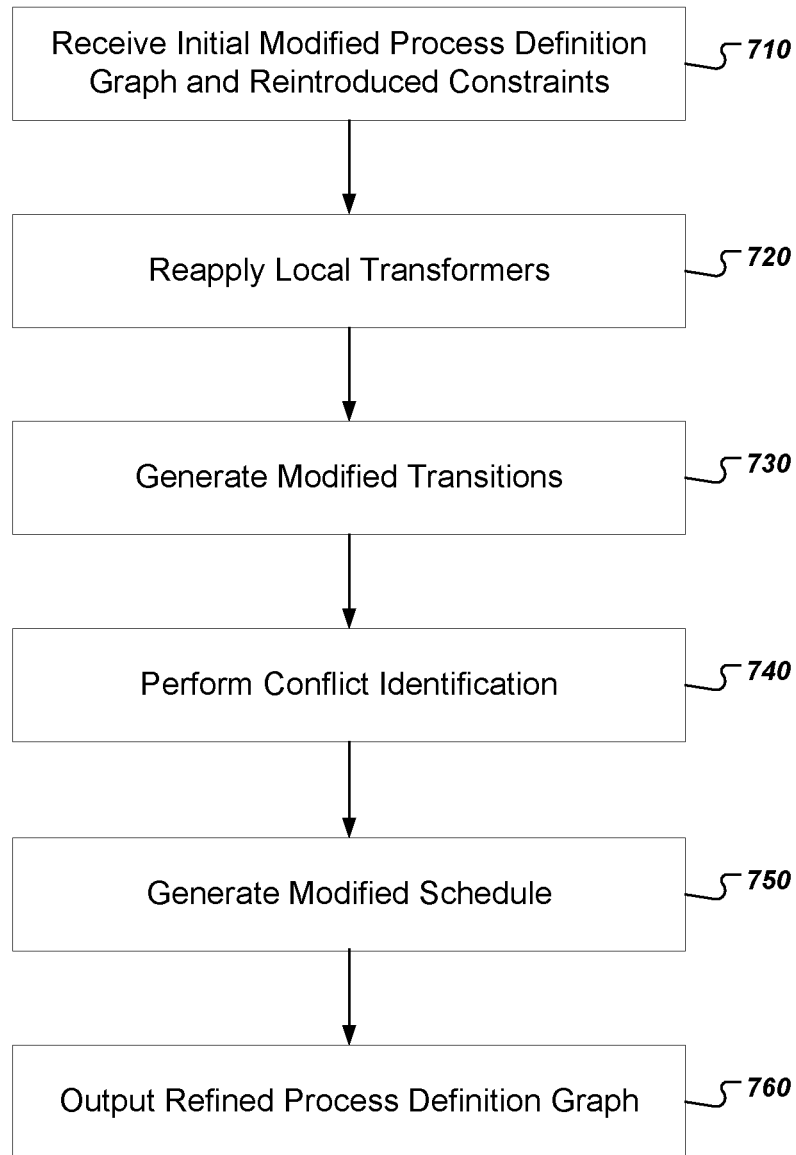 Receive Initial Modified Process Definition
Graph and Reintroduced Constraints
710
Reapply Local Transformers
720
Generate Modified Transitions
730
Perform Conflict Identification
740
Generate Modified Schedule
750
Output Refined Process Definition Graph
760